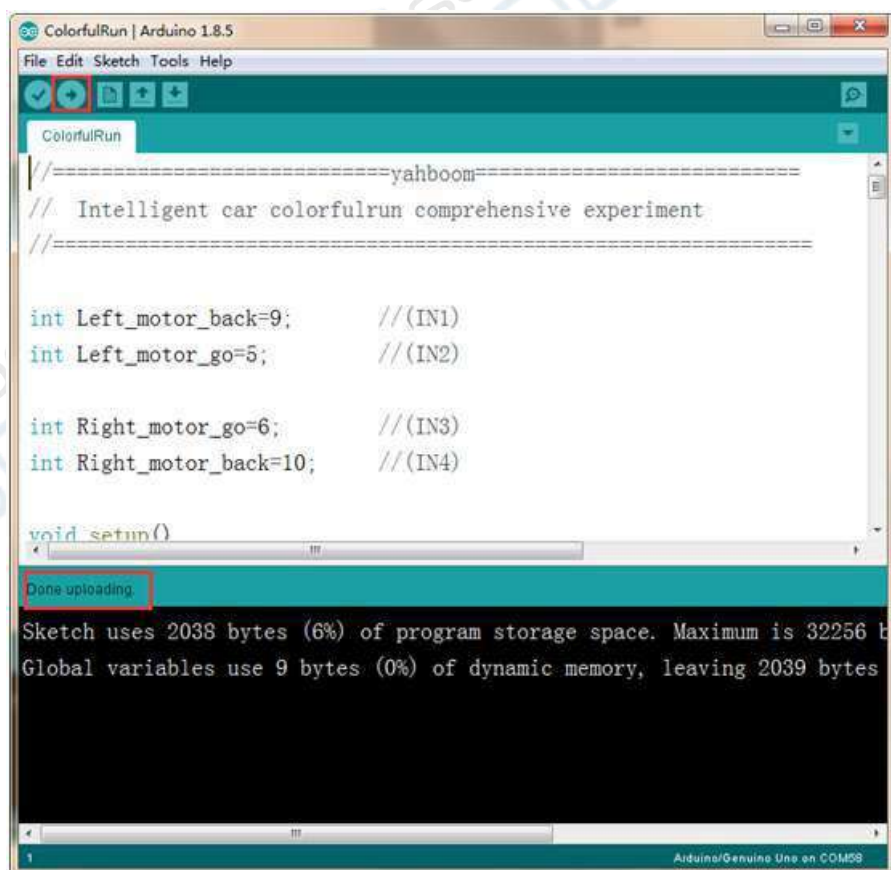 ColorfulRun | Arduino 1.8.5
File Edit Sketch Tools Help
ColorfulRun
//============================yahboom===========================
// Intelligent car colorfulrun comprehensive experiment
//===============================================================
int Left_motor_back=9; //(IN1)
int Left_motor_go=5; //(IN2)
int Right_motor_go=6; //(IN3)
int Right_motor_back=10; //(IN4)
void setup()
Done uploading.
Sketch uses 2038 bytes (6%) of program storage space. Maximum is 32256 b
Global variables use 9 bytes (0%) of dynamic memory, leaving 2039 bytes
1
Arduino/Genuino Uno on COM58